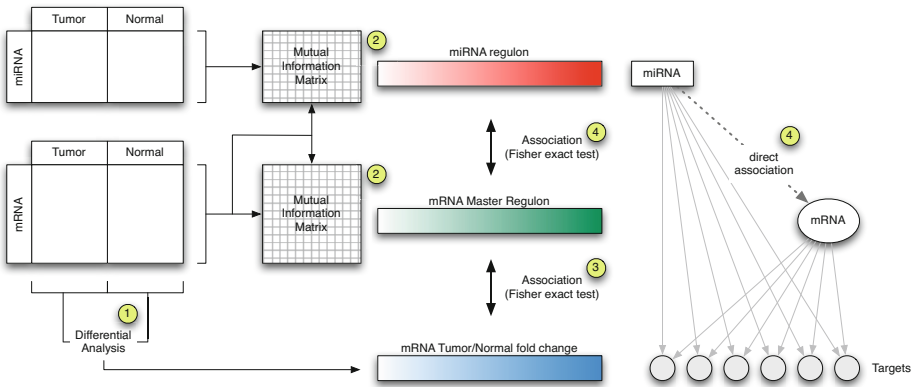 Tumor Normal
miRNA
Mutual
Information
Matrix
2
miRNA regulon
miRNA
Association
(Fisher exact test)
4
4
direct
association
Tumor Normal
mRNA
Mutual
Information
Matrix
2
mRNA Master Regulon
mRNA
Association
(Fisher exact test)
3
1
Differential
Analysis
mRNA Tumor/Normal fold change
Targets